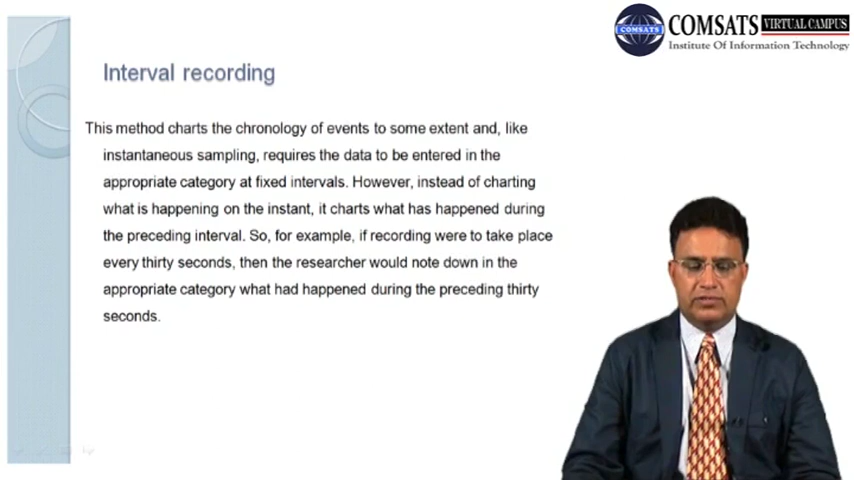 COMSATS VIRTUAL CAMPUS
COMSATS
Institute Of Information Technology
Interval recording
This method charts the chronology of events to some extent and, like
instantaneous sampling, requires the data to be entered in the
appropriate category at fixed intervals. However, instead of charting
what is happening on the instant, it charts what has happened during
the preceding interval. So, for example, if recording were to take place
every thirty seconds, then the researcher would note down in the
appropriate category what had happened during the preceding thirty
seconds.